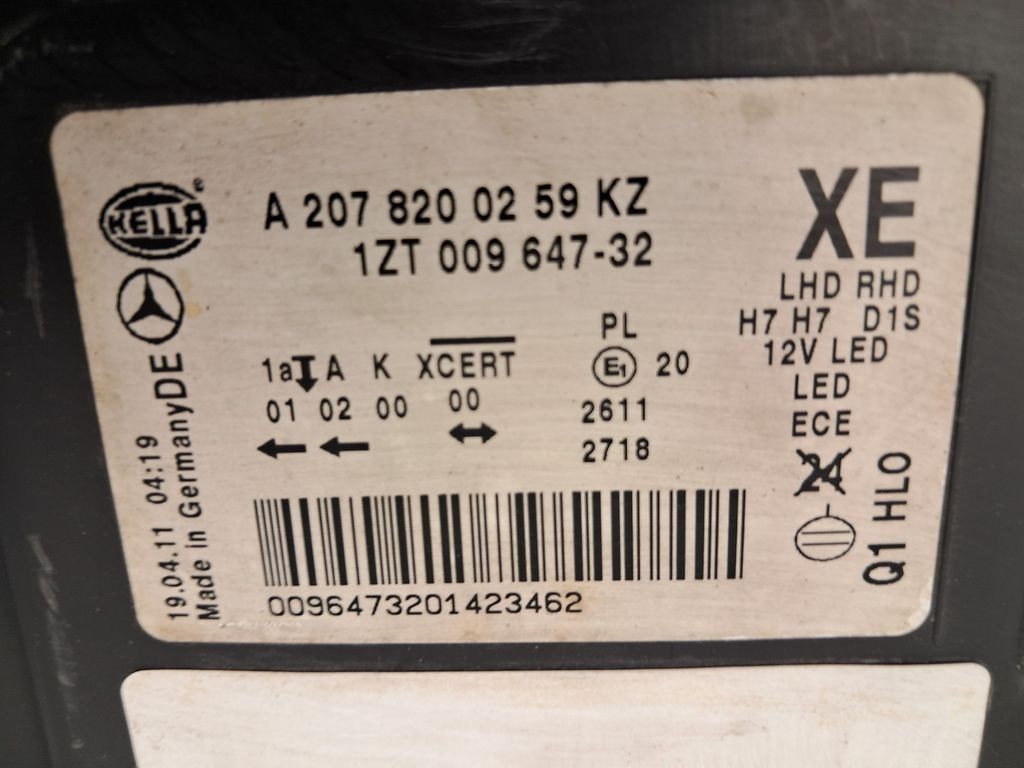 HELLA ®
A 207 820 02 59 KZ
1ZT 009 647-32
XE
LHD RHD
H7 H7 D1S
12V LED
LED
ECE
24
PL
E1 20
2611
2718
1a A K XCERT
01 02 00 00
0096473201423462
19.04.11 04:19
Made in Germany DE
Q1 HLO